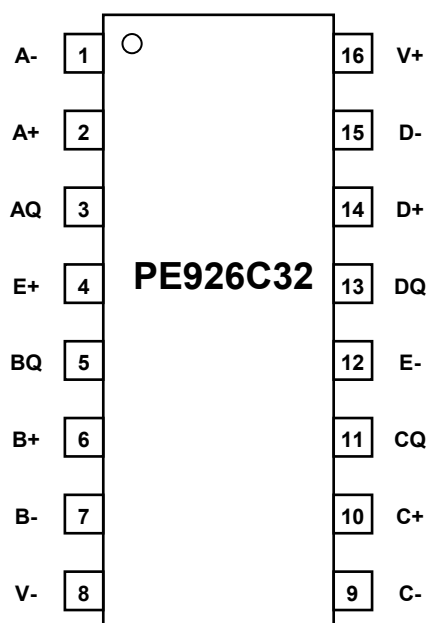 A- 1 16 V+
A+ 2 15 D-
AQ 3 14 D+
E+ 4 PE926C32 13 DQ
BQ 5 12 E-
B+ 6 11 CQ
B- 7 10 C+
V- 8 9 C-